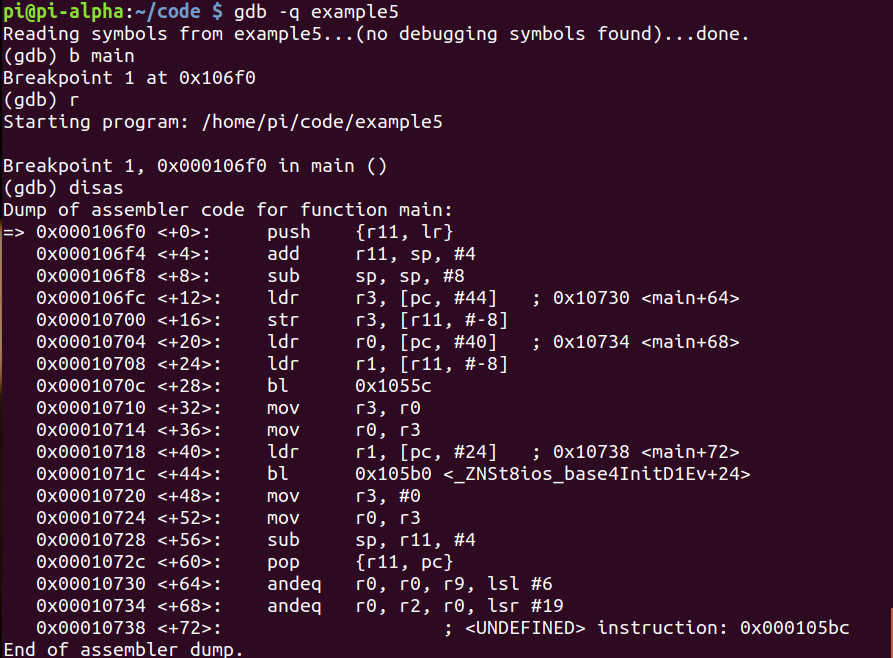 pi@pi-alpha:~/code $ gdb -q example5
Reading symbols from example5...(no debugging symbols found)...done.
(gdb) b main
Breakpoint 1 at 0x106f0
(gdb) r
Starting program: /home/pi/code/example5
Breakpoint 1, 0x000106f0 in main ()
(gdb) disas
Dump of assembler code for function main:
=> 0x000106f0 <+0>:     push    {r11, lr}
   0x000106f4 <+4>:     add     r11, sp, #4
   0x000106f8 <+8>:     sub     sp, sp, #8
   0x000106fc <+12>:    ldr     r3, [pc, #44]   ; 0x10730 <main+64>
   0x00010700 <+16>:    str     r3, [r11, #-8]
   0x00010704 <+20>:    ldr     r0, [pc, #40]   ; 0x10734 <main+68>
   0x00010708 <+24>:    ldr     r1, [r11, #-8]
   0x0001070c <+28>:    bl      0x1055c
   0x00010710 <+32>:    mov     r3, r0
   0x00010714 <+36>:    mov     r0, r3
   0x00010718 <+40>:    ldr     r1, [pc, #24]   ; 0x10738 <main+72>
   0x0001071c <+44>:    bl      0x105b0 <_ZNSt8ios_base4InitD1Ev+24>
   0x00010720 <+48>:    mov     r3, #0
   0x00010724 <+52>:    mov     r0, r3
   0x00010728 <+56>:    sub     sp, r11, #4
   0x0001072c <+60>:    pop     {r11, pc}
   0x00010730 <+64>:    andeq   r0, r0, r9, lsl #6
   0x00010734 <+68>:    andeq   r0, r2, r0, lsr #19
   0x00010738 <+72>:                    ; <UNDEFINED> instruction: 0x000105bc
End of assembler dump.